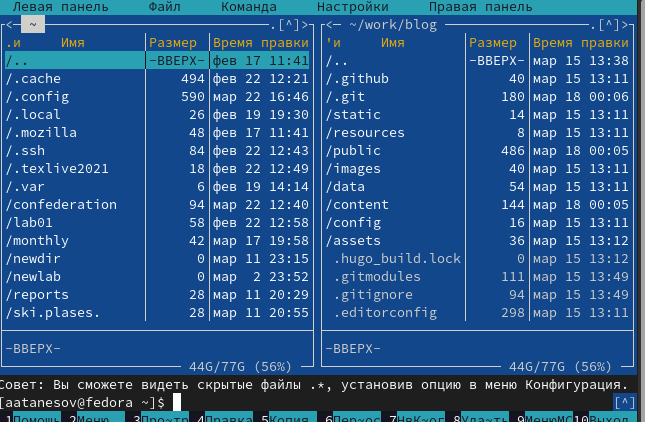 Левая панель Файл Команда Настройки Правая панель
<─ ~ .[^]>
<─ ~/work/blog .[^]>
.и Имя Размер Время правки
'и Имя Размер Время правки
/.. -ВВЕРХ- фев 17 11:41
/.. -ВВЕРХ- мар 15 13:38
/.cache 494 фев 22 12:21
/.github 40 мар 15 13:11
/.config 590 мар 22 16:46
/.git 180 мар 18 00:06
/.local 26 фев 19 19:30
/static 14 мар 15 13:11
/.mozilla 48 фев 17 11:41
/resources 8 мар 15 13:11
/.ssh 84 фев 22 12:43
/public 486 мар 18 00:05
/.texlive2021 18 фев 22 12:49
/images 40 мар 15 13:11
/.var 6 фев 19 14:14
/data 54 мар 15 13:11
/confederation 94 мар 22 12:40
/content 144 мар 18 00:05
/lab01 58 фев 22 12:58
/config 16 мар 15 13:11
/monthly 42 мар 17 19:58
/assets 36 мар 15 13:12
/newdir 0 мар 11 23:15
.hugo_build.lock 0 мар 15 13:12
/newlab 0 мар 2 23:52
.gitmodules 111 мар 15 13:49
/reports 28 мар 11 20:29
.gitignore 94 мар 15 13:49
/ski.plases. 28 мар 11 20:55
.editorconfig 298 мар 15 13:11
-ВВЕРХ-
-ВВЕРХ-
44G/77G (56%)
44G/77G (56%)
Совет: Вы сможете видеть скрытые файлы .*, установив опцию в меню Конфигурация.
[aatanesov@fedora ~]$ [^]
1Помощь 2Меню 3Про~тр 4Правка 5Копия 6Пер~ос 7НвК~ог 8Уда~ть 9МенюMC 10Выход